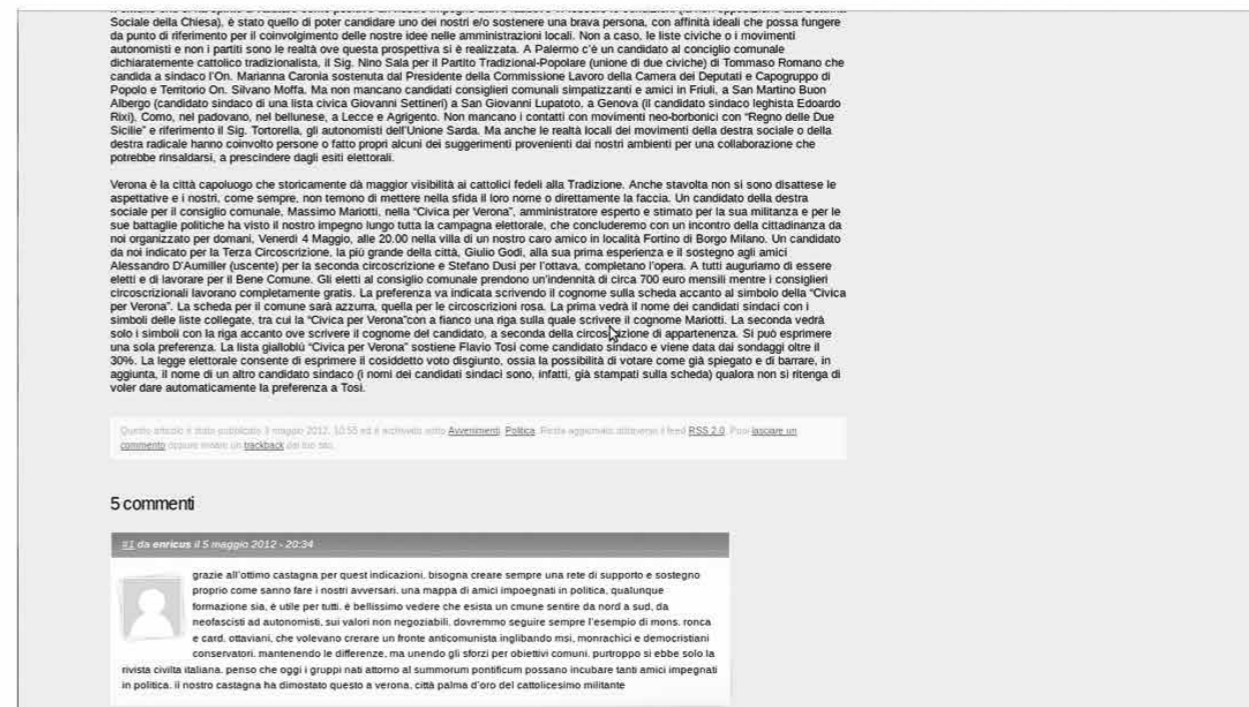 Sociale della Chiesa), è stato quello di poter candidare uno dei nostri e/o sostenere una brava persona, con affinità ideali che possa fungere
da punto di riferimento per il coinvolgimento delle nostre idee nelle amministrazioni locali. Non a caso, le liste civiche o i movimenti
autonomisti e non i partiti sono le realtà ove questa prospettiva si è realizzata. A Palermo c'è un candidato al conciglio comunale
dichiaratamente cattolico tradizionalista, il Sig. Nino Sala per il Partito Tradizional-Popolare (unione di due civiche) di Tommaso Romano che
candida a sindaco l'On. Marianna Caronia sostenuta dal Presidente della Commissione Lavoro della Camera dei Deputati e Capogruppo di
Popolo e Territorio On. Silvano Moffa. Ma non mancano candidati consiglieri comunali simpatizzanti e amici in Friuli, a San Martino Buon
Albergo (candidato sindaco di una lista civica Giovanni Settineri) a San Giovanni Lupatoto, a Genova (il candidato sindaco leghista Edoardo
Rixi). Como, nel padovano, nel bellunese, a Lecce e Agrigento. Non mancano i contatti con movimenti neo-borbonici con "Regno delle Due
Sicilie" e riferimento il Sig. Tortorella, gli autonomisti dell'Unione Sarda. Ma anche le realtà locali dei movimenti della destra sociale o della
destra radicale hanno coinvolto persone o fatto propri alcuni dei suggerimenti provenienti dai nostri ambienti per una collaborazione che
potrebbe rinsaldarsi, a prescindere dagli esiti elettorali.
Verona è la città capoluogo che storicamente dà maggior visibilità ai cattolici fedeli alla Tradizione. Anche stavolta non si sono disattese le
aspettative e i nostri, come sempre, non temono di mettere nella sfida il loro nome o direttamente la faccia. Un candidato della destra
sociale per il consiglio comunale, Massimo Mariotti, nella "Civica per Verona", amministratore esperto e stimato per la sua militanza e per le
sue battaglie politiche ha visto il nostro impegno lungo tutta la campagna elettorale, che concluderemo con un incontro della cittadinanza da
noi organizzato per domani, Venerdì 4 Maggio, alle 20.00 nella villa di un nostro caro amico in località Fortino di Borgo Milano. Un candidato
da noi indicato per la Terza Circoscrizione, la più grande della città, Giulio Godi, alla sua prima esperienza e il sostegno agli amici
Alessandro D'Aumiller (uscente) per la seconda circoscrizione e Stefano Dusi per l'ottava, completano l'opera. A tutti auguriamo di essere
eletti e di lavorare per il Bene Comune. Gli eletti al consiglio comunale prendono un'indennità di circa 700 euro mensili mentre i consiglieri
circoscrizionali lavorano completamente gratis. La preferenza va indicata scrivendo il cognome sulla scheda accanto al simbolo della "Civica
per Verona". La scheda per il comune sarà azzurra, quella per le circoscrizioni rosa. La prima vedrà il nome dei candidati sindaci con i
simboli delle liste collegate, tra cui la "Civica per Verona"con a fianco una riga sulla quale scrivere il cognome Mariotti. La seconda vedrà
solo i simboli con la riga accanto ove scrivere il cognome del candidato, a seconda della circoscrizione di appartenenza. Si può esprimere
una sola preferenza. La lista gialloblù "Civica per Verona" sostiene Flavio Tosi come candidato sindaco e viene data dai sondaggi oltre il
30%. La legge elettorale consente di esprimere il cosiddetto voto disgiunto, ossia la possibilità di votare come già spiegato e di barrare, in
aggiunta, il nome di un altro candidato sindaco (i nomi dei candidati sindaci sono, infatti, già stampati sulla scheda) qualora non si ritenga di
voler dare automaticamente la preferenza a Tosi.
Questo articolo è stato pubblicato 3 maggio 2012, 10:55 ed è archiviato sotto Avvenimenti, Politica. Resta aggiornato attraverso il feed RSS 2.0. Puoi lasciare un
commento oppure inviare un trackback dal tuo sito.
5 commenti
#1 da enricus il 5 maggio 2012 - 20:34
grazie all'ottimo castagna per quest indicazioni. bisogna creare sempre una rete di supporto e sostegno
proprio come sanno fare i nostri avversari. una mappa di amici impoegnati in politica, qualunque
formazione sia, è utile per tutti. è bellissimo vedere che esista un cmune sentire da nord a sud, da
neofascisti ad autonomisti, sui valori non negoziabili. dovremmo seguire sempre l'esempio di mons. ronca
e card. ottaviani, che volevano crerare un fronte anticomunista inglibando msi, monrachici e democristiani
conservatori. mantenendo le differenze, ma unendo gli sforzi per obiettivi comuni. purtroppo si ebbe solo la
rivista civilta italiana. penso che oggi i gruppi nati attorno al summorum pontificum possano incubare tanti amici impegnati
in politica. il nostro castagna ha dimostato questo a verona, città palma d'oro del cattolicesimo militante